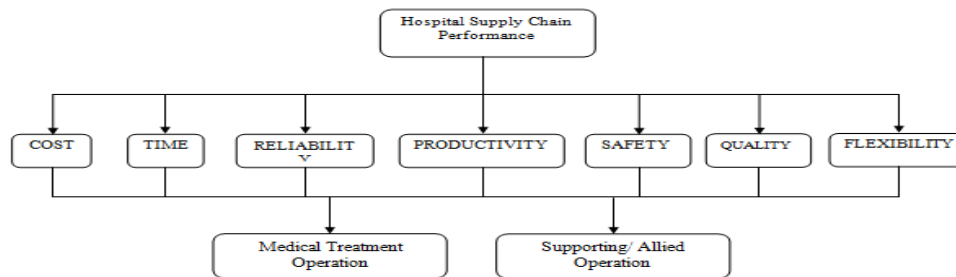 Hospital Supply Chain
Performance
COST
TIME
RELIABILIT
Y
PRODUCTIVITY
SAFETY
QUALITY
FLEXIBILITY
Medical Treatment
Operation
Supporting/ Allied
Operation